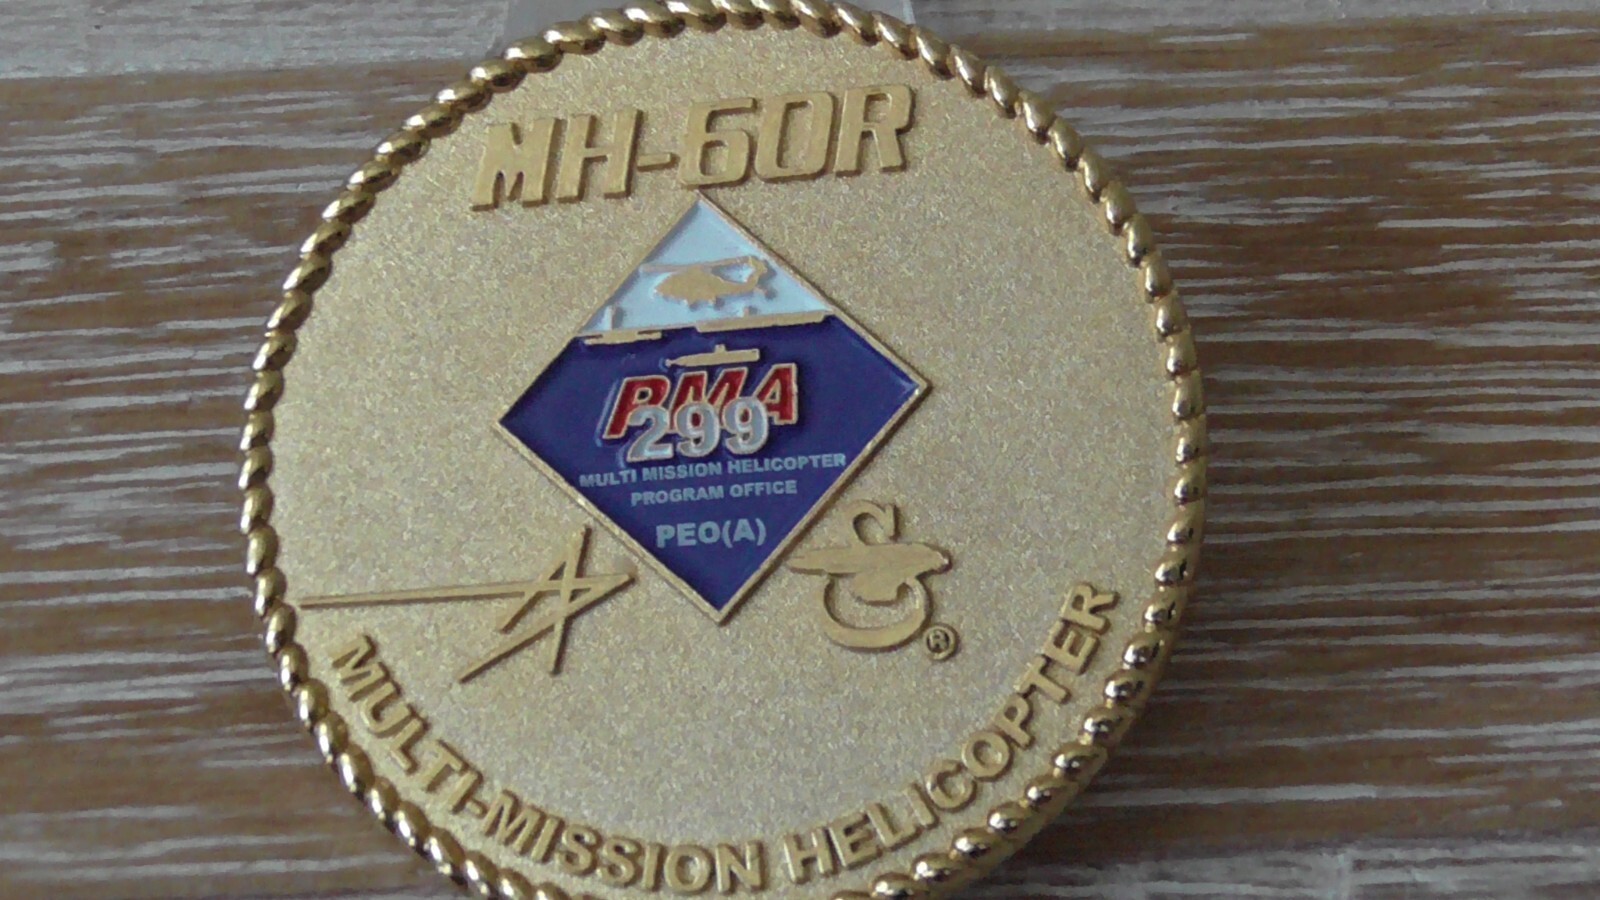 MH-60R
PMA
299
MULTI MISSION HELICOPTER
PROGRAM OFFICE
PEO(A)
®
MULTI-MISSION HELICOPTER